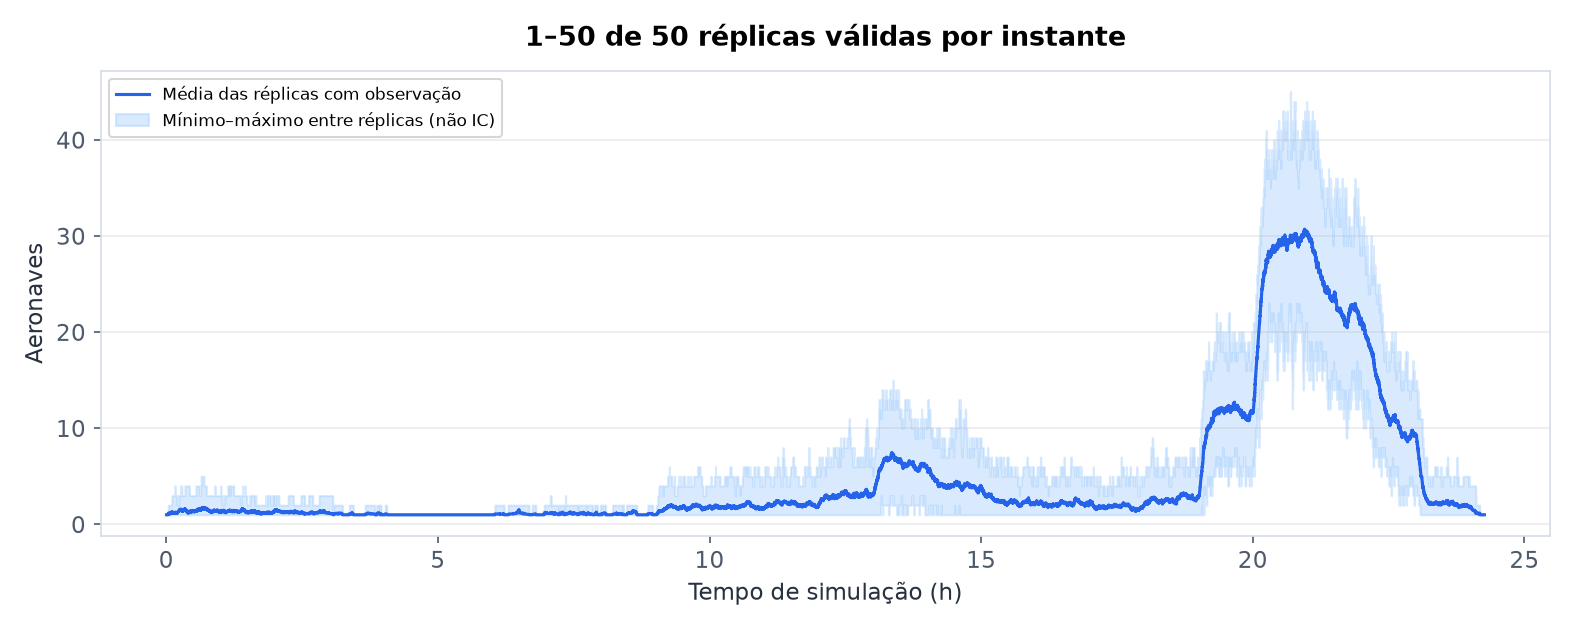 1–50 de 50 réplicas válidas por instante
Média das réplicas com observação
Mínimo–máximo entre réplicas (não IC)
Aeronaves
40
30
20
10
0
0 5 10 15 20 25
Tempo de simulação (h)